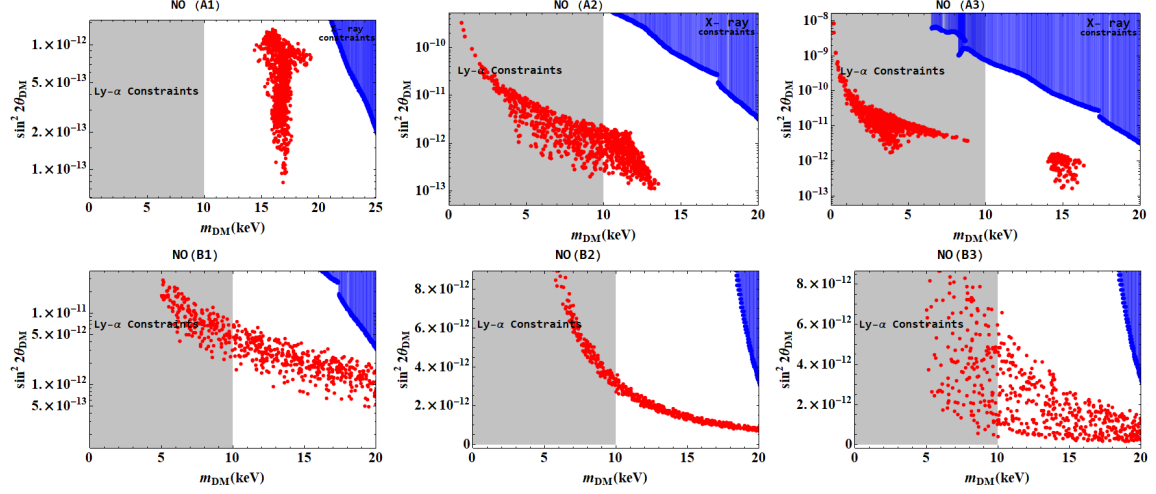 NO (A1)
1.×10⁻¹²
5.×10⁻¹³
2.×10⁻¹³
1.×10⁻¹³
sin² 2θDM
Ly-α Constraints
X- ray
constraints
0 5 10 15 20 25
mDM(keV)
NO (A2)
10⁻¹⁰
10⁻¹¹
10⁻¹²
10⁻¹³
sin² 2θDM
Ly-α Constraints
X- ray
constraints
0 5 10 15 20
mDM(keV)
NO (A3)
10⁻⁸
10⁻⁹
10⁻¹⁰
10⁻¹¹
10⁻¹²
10⁻¹³
sin² 2θDM
Ly-α Constraints
X- ray
constraints
0 5 10 15 20
mDM(keV)
NO(B1)
1.×10⁻¹¹
5.×10⁻¹²
1.×10⁻¹²
5.×10⁻¹³
sin² 2θDM
Ly-α Constraints
0 5 10 15 20
mDM(keV)
NO(B2)
8.×10⁻¹²
6.×10⁻¹²
4.×10⁻¹²
2.×10⁻¹²
0
sin² 2θDM
Ly-α Constraints
0 5 10 15 20
mDM(keV)
NO(B3)
8.×10⁻¹²
6.×10⁻¹²
4.×10⁻¹²
2.×10⁻¹²
0
sin² 2θDM
Ly-α Constraints
0 5 10 15 20
mDM(keV)